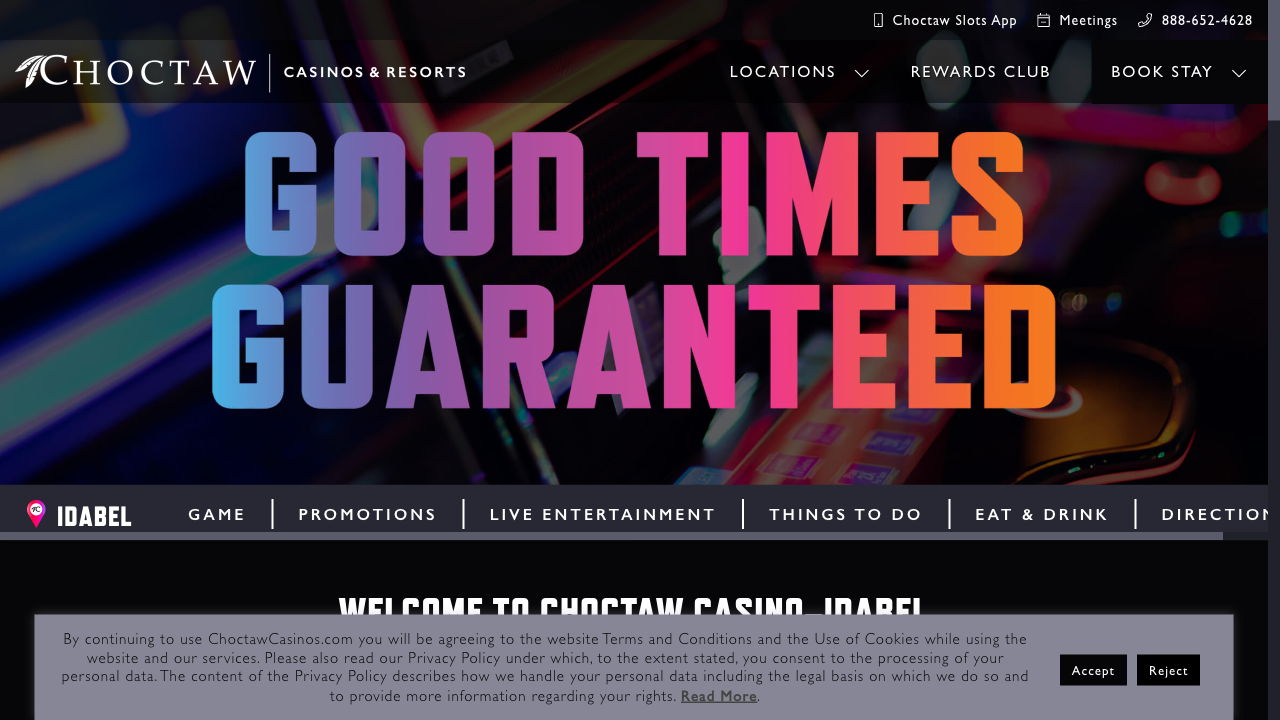 Choctaw Slots App Meetings 888-652-4628
CHOCTAW CASINOS & RESORTS LOCATIONS REWARDS CLUB BOOK STAY
GOOD TIMES
GUARANTEED
IDABEL GAME PROMOTIONS LIVE ENTERTAINMENT THINGS TO DO EAT & DRINK DIRECTION
WELCOME TO CHOCTAW CASINO–IDABEL
By continuing to use ChoctawCasinos.com you will be agreeing to the website Terms and Conditions and the Use of Cookies while using the
website and our services. Please also read our Privacy Policy under which, to the extent stated, you consent to the processing of your
personal data. The content of the Privacy Policy describes how we handle your personal data including the legal basis on which we do so and
to provide more information regarding your rights. Read More.
Accept Reject